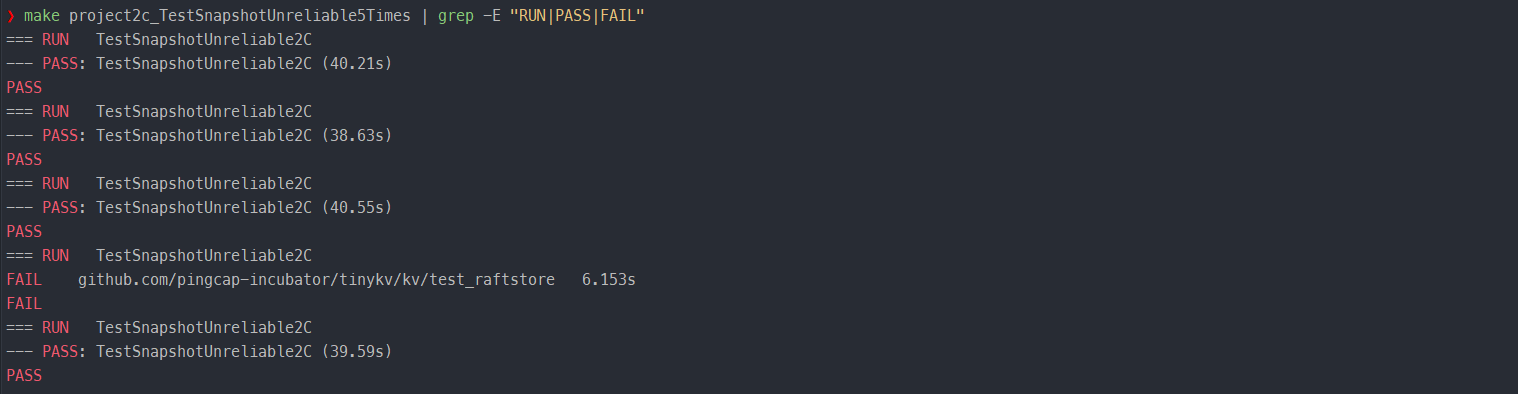 ❯ make project2c_TestSnapshotUnreliable5Times | grep -E "RUN|PASS|FAIL"
=== RUN   TestSnapshotUnreliable2C
--- PASS: TestSnapshotUnreliable2C (40.21s)
PASS
=== RUN   TestSnapshotUnreliable2C
--- PASS: TestSnapshotUnreliable2C (38.63s)
PASS
=== RUN   TestSnapshotUnreliable2C
--- PASS: TestSnapshotUnreliable2C (40.55s)
PASS
=== RUN   TestSnapshotUnreliable2C
FAIL    github.com/pingcap-incubator/tinykv/kv/test_raftstore   6.153s
FAIL
=== RUN   TestSnapshotUnreliable2C
--- PASS: TestSnapshotUnreliable2C (39.59s)
PASS